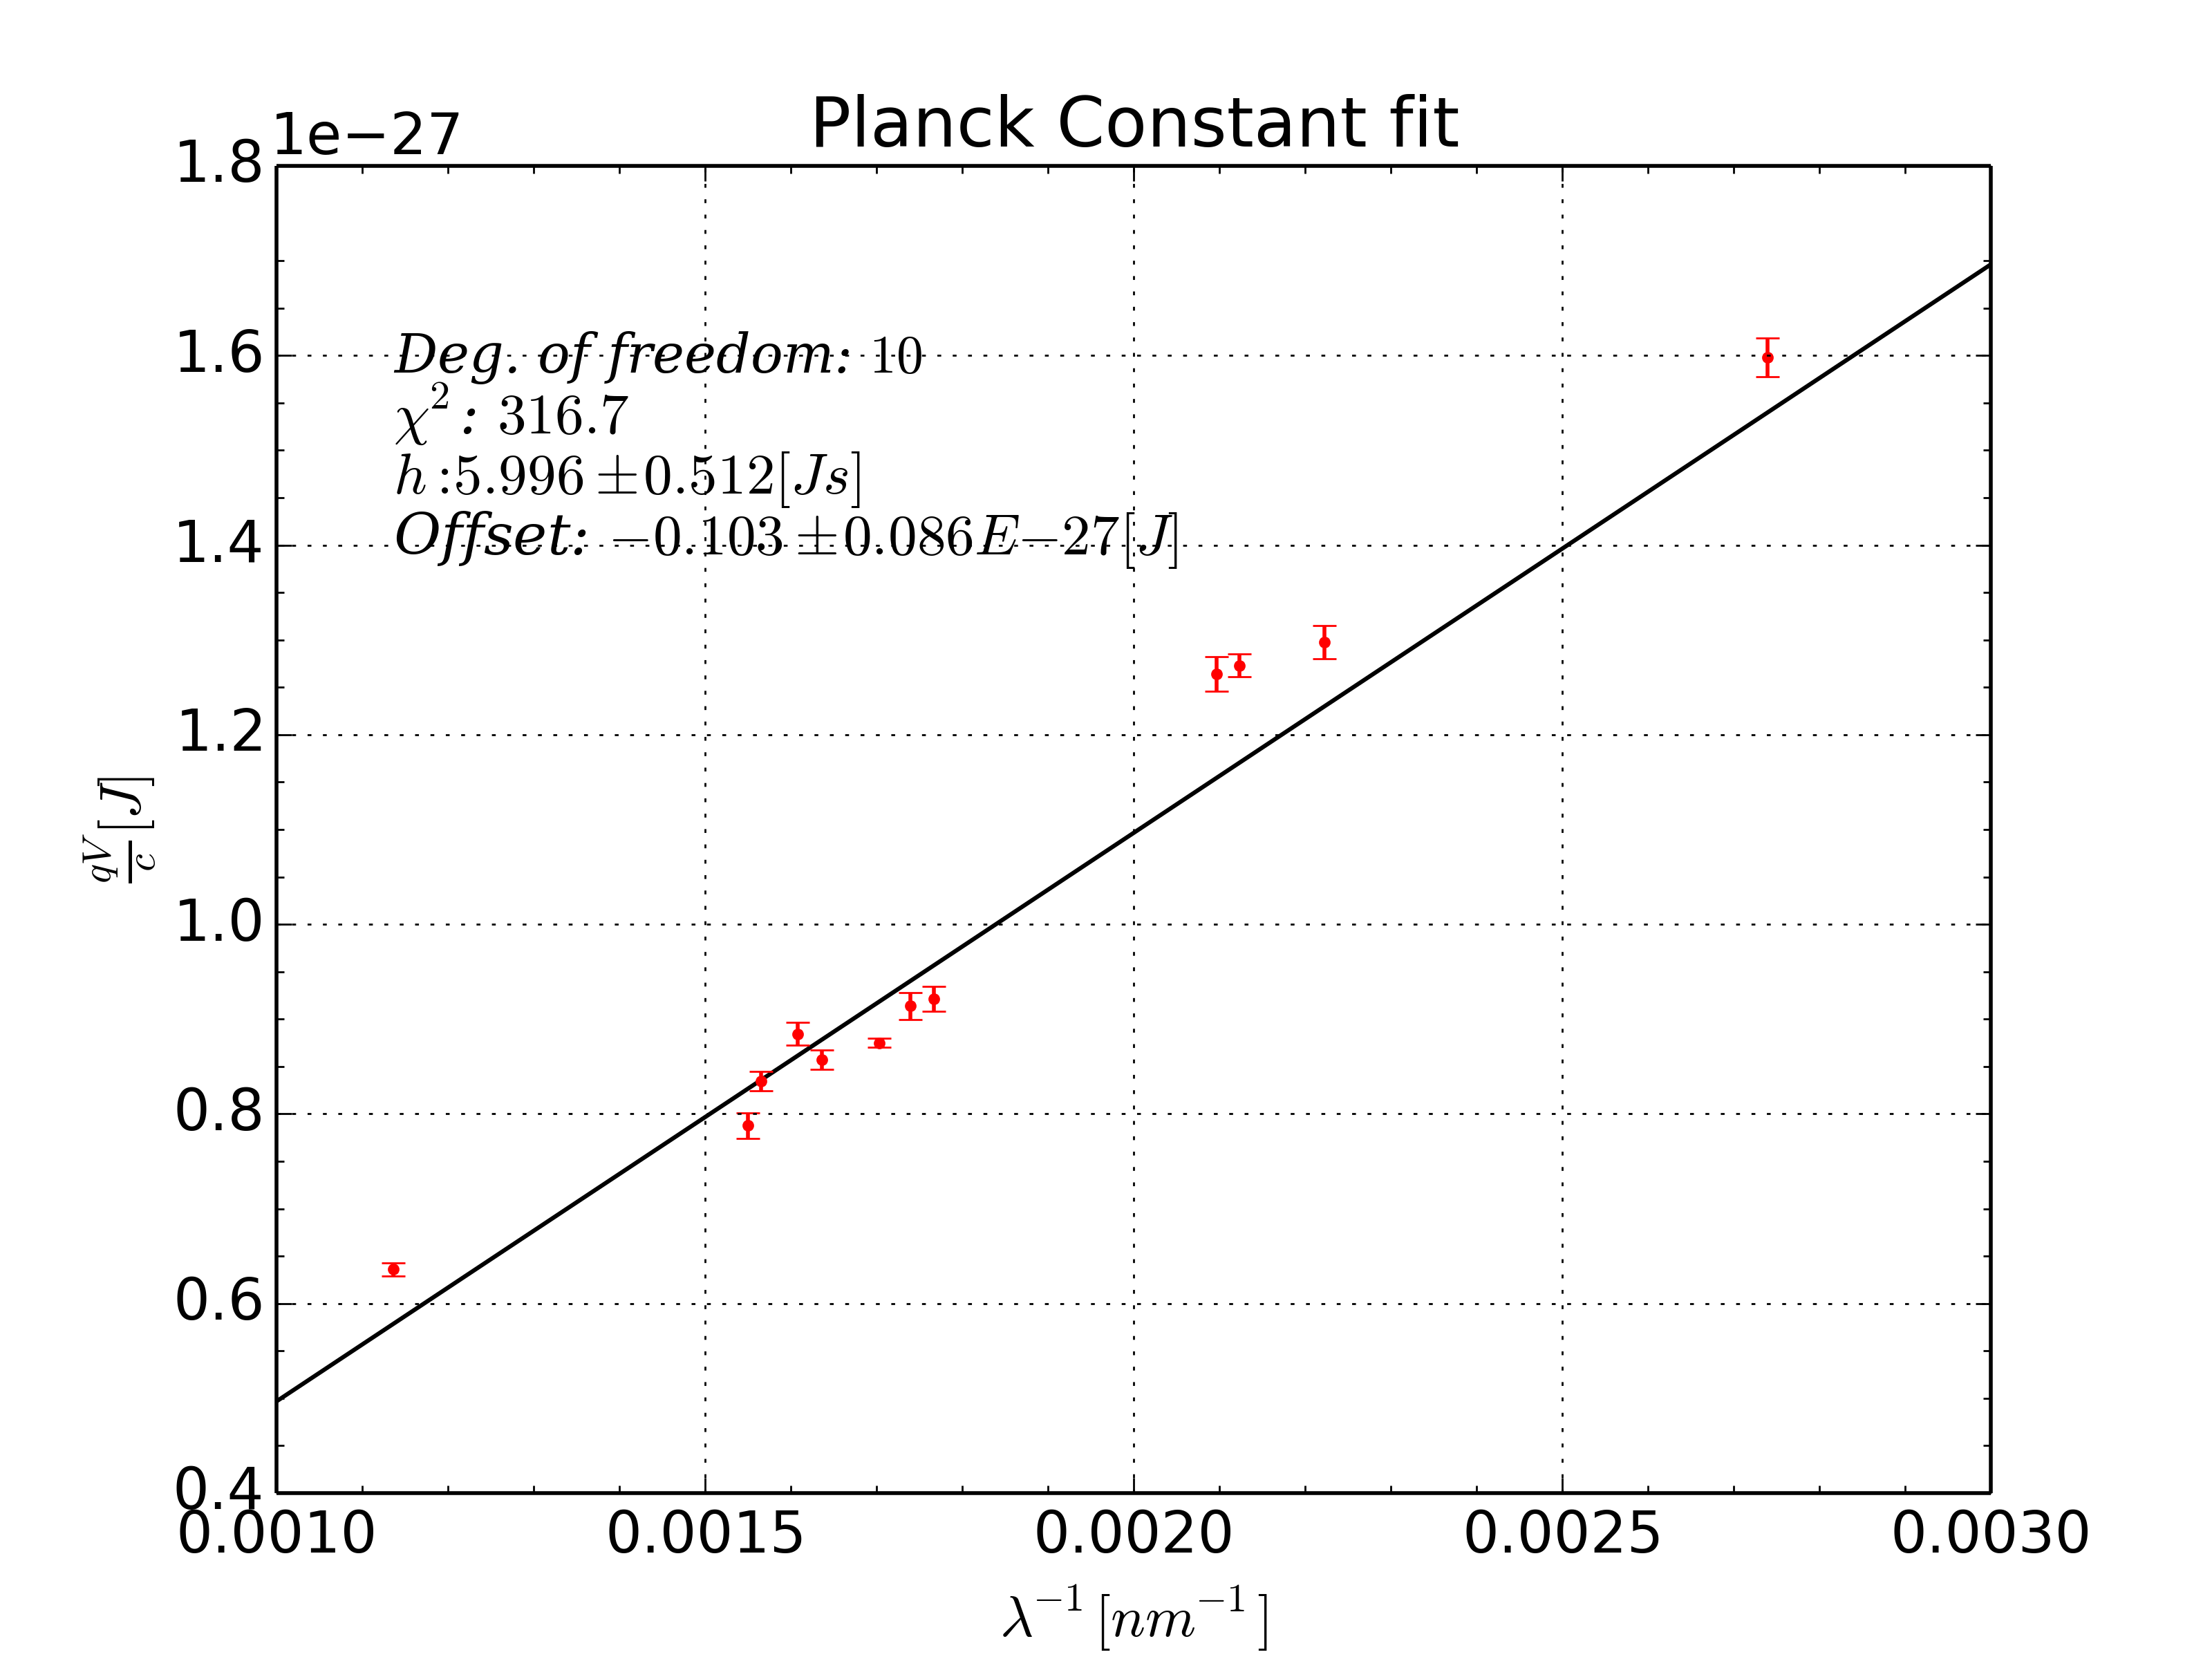 Planck Constant fit
1e−27
1.8
1.6
1.4
1.2
1.0
0.8
0.6
0.4
Deg. of freedom: 10
χ²: 316.7
h:5.996±0.512[Js]
Offset: −0.103±0.086E−27[J]
qV/c [J]
0.0010 0.0015 0.0020 0.0025 0.0030
λ⁻¹[nm⁻¹]